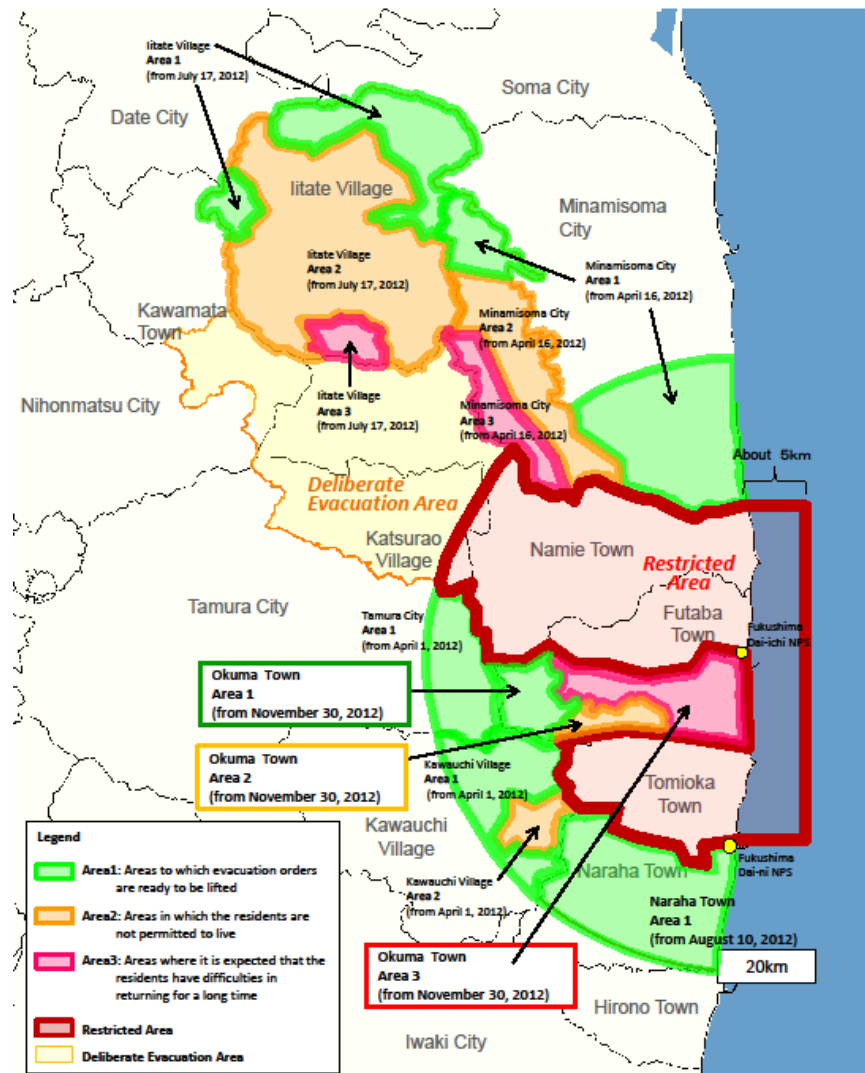 Iitate Village
Area 1
(from July 17, 2012)
Soma City
Date City
Iitate Village
Minamisoma
City
Iitate Village
Area 2
(from July 17, 2012)
Minamisoma City
Area 1
(from April 16, 2012)
Kawamata
Town
Minamisoma City
Area 2
(from April 16, 2012)
Nihonmatsu City
Iitate Village
Area 3
(from July 17, 2012)
Minamisoma City
Area 3
(from April 16, 2012)
About 5km
Deliberate
Evacuation Area
Katsurao
Village
Namie Town
Restricted
Area
Tamura City
Tamura City
Area 1
(from April 1, 2012)
Futaba
Town
Fukushima
Dai-ichi NPS
Okuma Town
Area 1
(from November 30, 2012)
Okuma Town
Area 2
(from November 30, 2012)
Kawauchi Village
Area 1
(from April 1, 2012)
Tomioka
Town
Kawauchi
Village
Fukushima
Dai-ni NPS
Kawauchi Village
Area 2
(from April 1, 2012)
Naraha Town
Naraha Town
Area 1
(from August 10, 2012)
Okuma Town
Area 3
(from November 30, 2012)
20km
Hirono Town
Iwaki City
Legend
Area1: Areas to which evacuation orders
are ready to be lifted
Area2: Areas in which the residents are
not permitted to live
Area3: Areas where it is expected that the
residents have difficulties in
returning for a long time
Restricted Area
Deliberate Evacuation Area